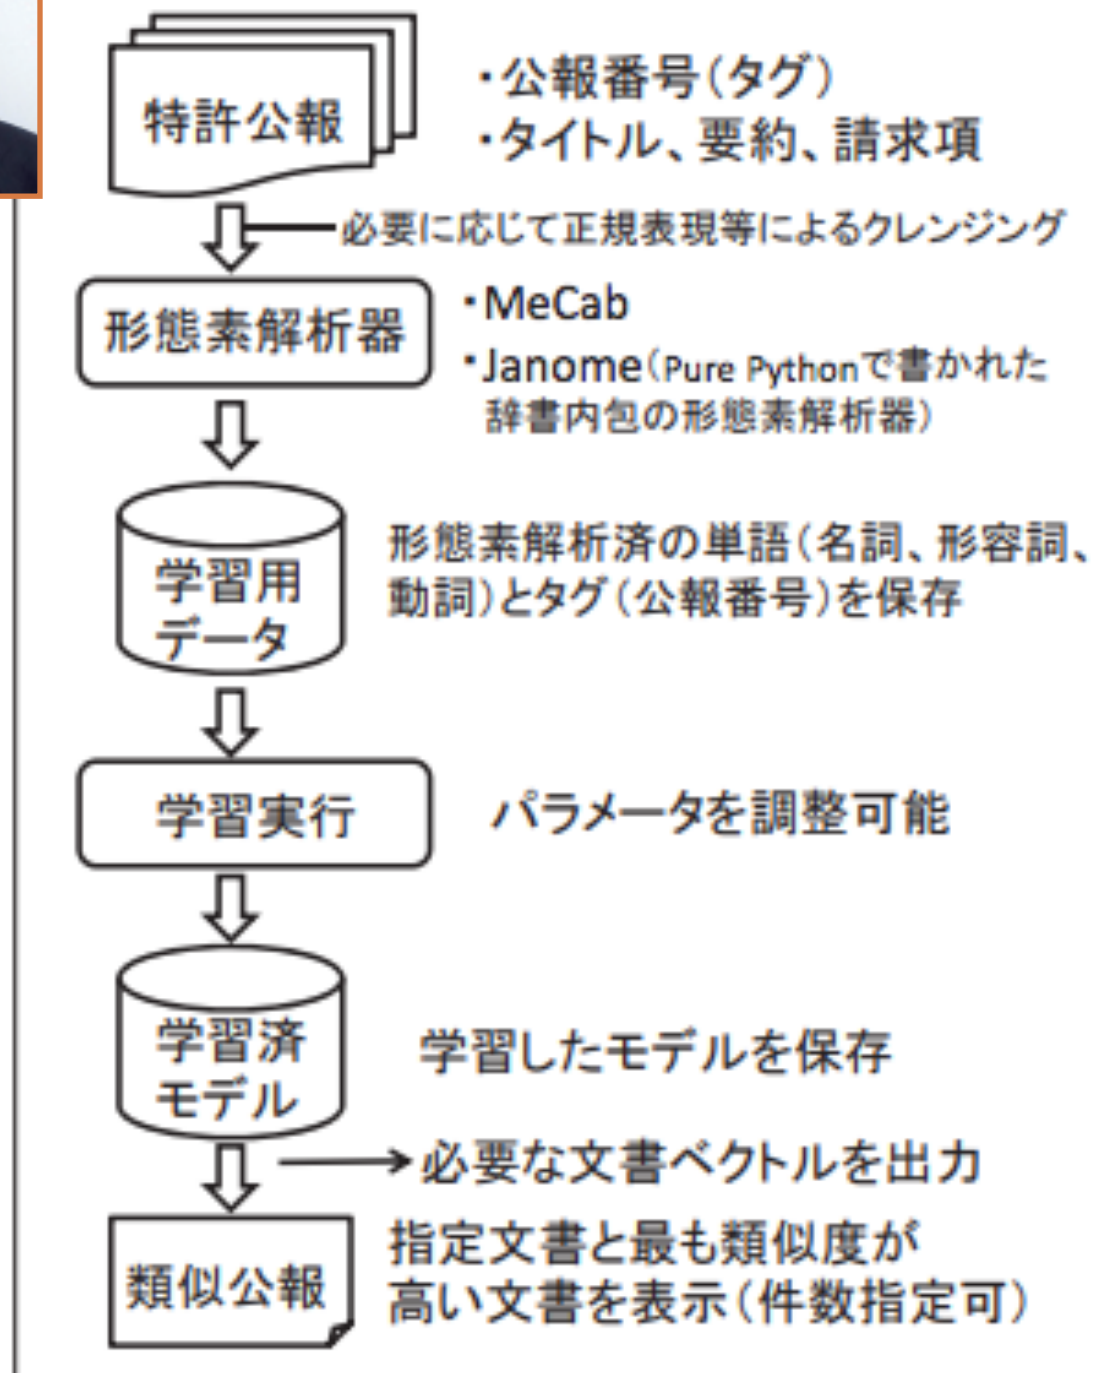 特許公報
・公報番号(タグ)
・タイトル、要約、請求項
必要に応じて正規表現等によるクレンジング
形態素解析器
・MeCab
・Janome(Pure Pythonで書かれた
辞書内包の形態素解析器)
学習用
データ
形態素解析済の単語(名詞、形容詞、
動詞)とタグ(公報番号)を保存
学習実行
パラメータを調整可能
学習済
モデル
学習したモデルを保存
必要な文書ベクトルを出力
類似公報
指定文書と最も類似度が
高い文書を表示(件数指定可)